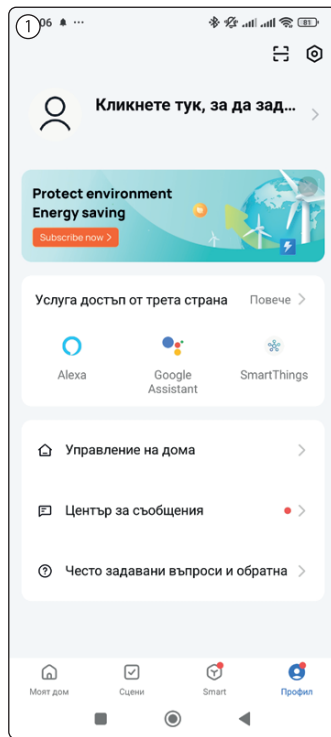 1
06
81
Кликнете тук, за да зад...
Protect environment
Energy saving
Subscribe now >
Услуга достъп от трета страна
Повече >
Alexa
Google
Assistant
SmartThings
Управление на дома
Център за съобщения
Често задавани въпроси и обратна
Моят дом
Сцени
Smart
Профил